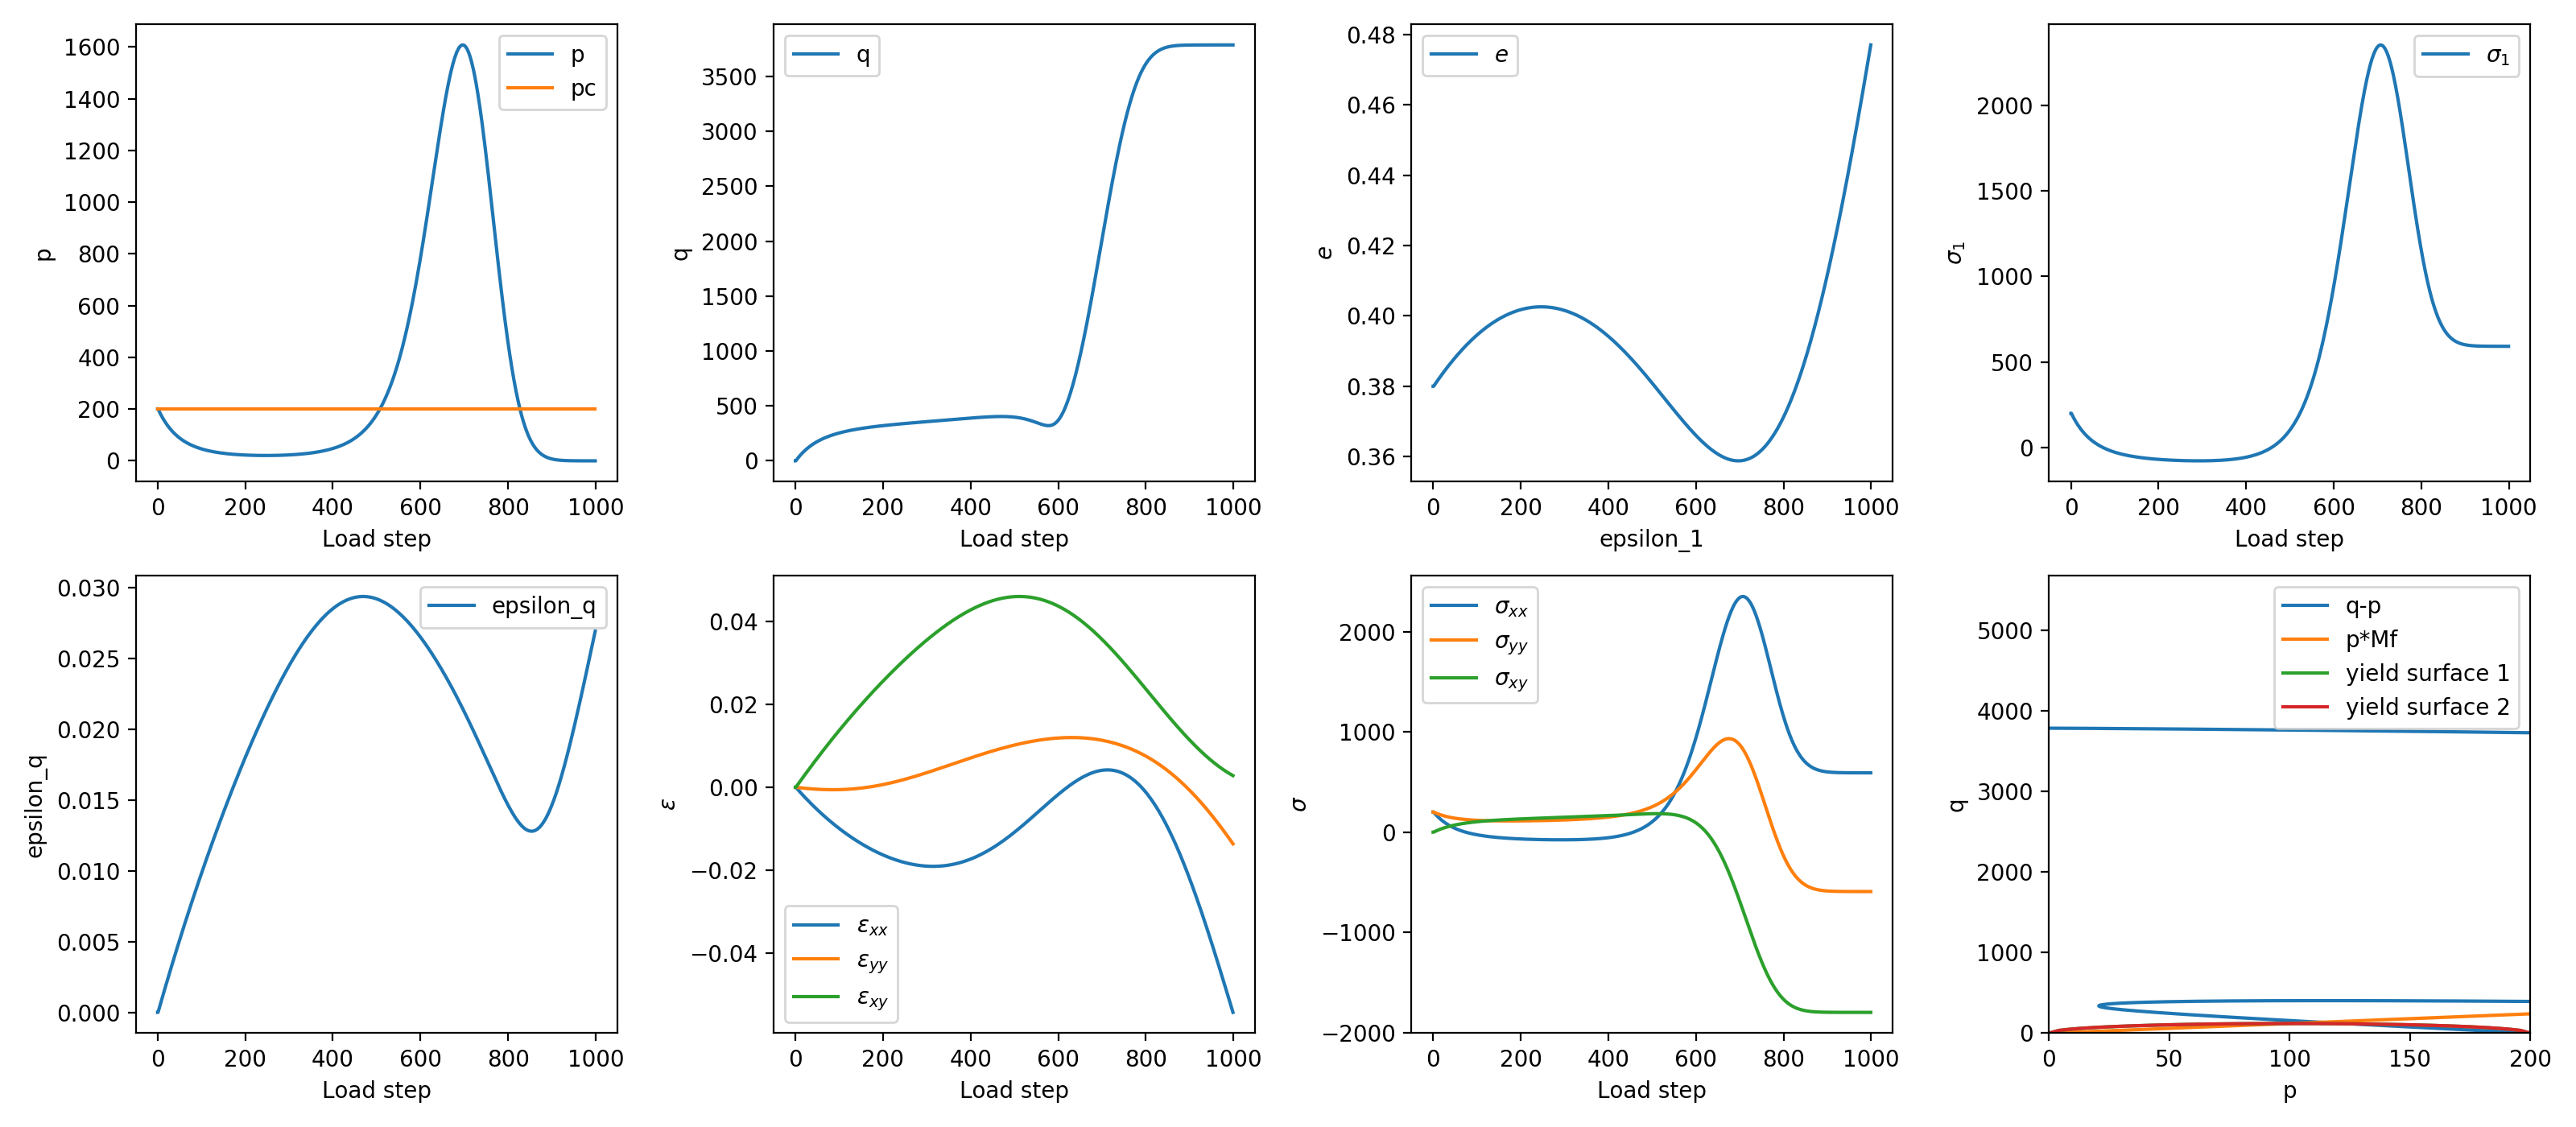 p
pc
1600
1400
1200
1000
800
600
400
200
0
p
0 200 400 600 800 1000
Load step
q
3500
3000
2500
2000
1500
1000
500
0
q
0 200 400 600 800 1000
Load step
e
0.48
0.46
0.44
0.42
0.40
0.38
0.36
e
0 200 400 600 800 1000
epsilon_1
σ₁
2000
1500
1000
500
0
σ₁
0 200 400 600 800 1000
Load step
epsilon_q
0.030
0.025
0.020
0.015
0.010
0.005
0.000
epsilon_q
0 200 400 600 800 1000
Load step
0.04
0.02
0.00
−0.02
−0.04
ε
εxx
εyy
εxy
0 200 400 600 800 1000
Load step
σxx
σyy
σxy
2000
1000
0
−1000
−2000
σ
0 200 400 600 800 1000
Load step
q-p
p*Mf
yield surface 1
yield surface 2
5000
4000
3000
2000
1000
0
q
0 50 100 150 200
p